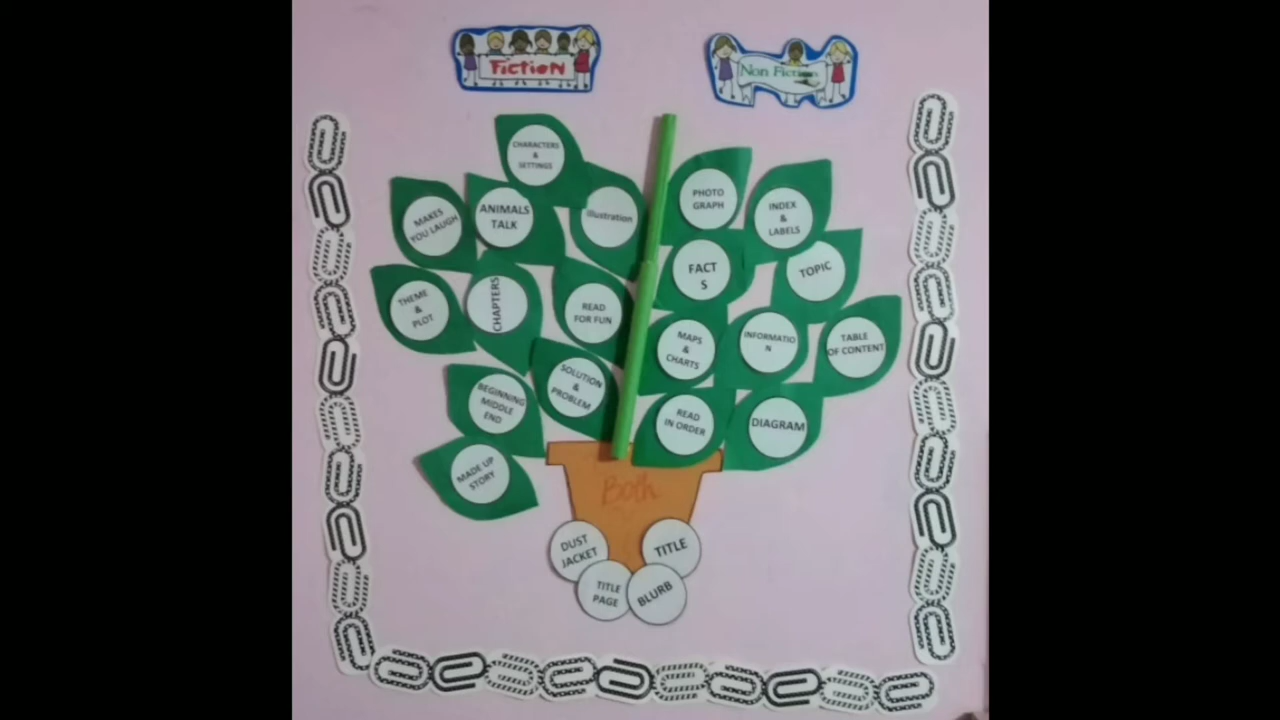 FICTION
Non Fiction
CHARACTERS
&
SETTINGS
MAKES
YOU LAUGH
ANIMALS
TALK
Illustration
THEME
&
PLOT
CHAPTERS
READ
FOR FUN
BEGINNING
MIDDLE
END
SOLUTION
&
PROBLEM
MADE UP
STORY
PHOTO
GRAPH
INDEX
&
LABELS
FACT
S
TOPIC
MAPS
&
CHARTS
INFORMATIO
N
TABLE
OF CONTENT
READ
IN ORDER
DIAGRAM
Both
DUST
JACKET
TITLE
TITLE
PAGE
BLURB